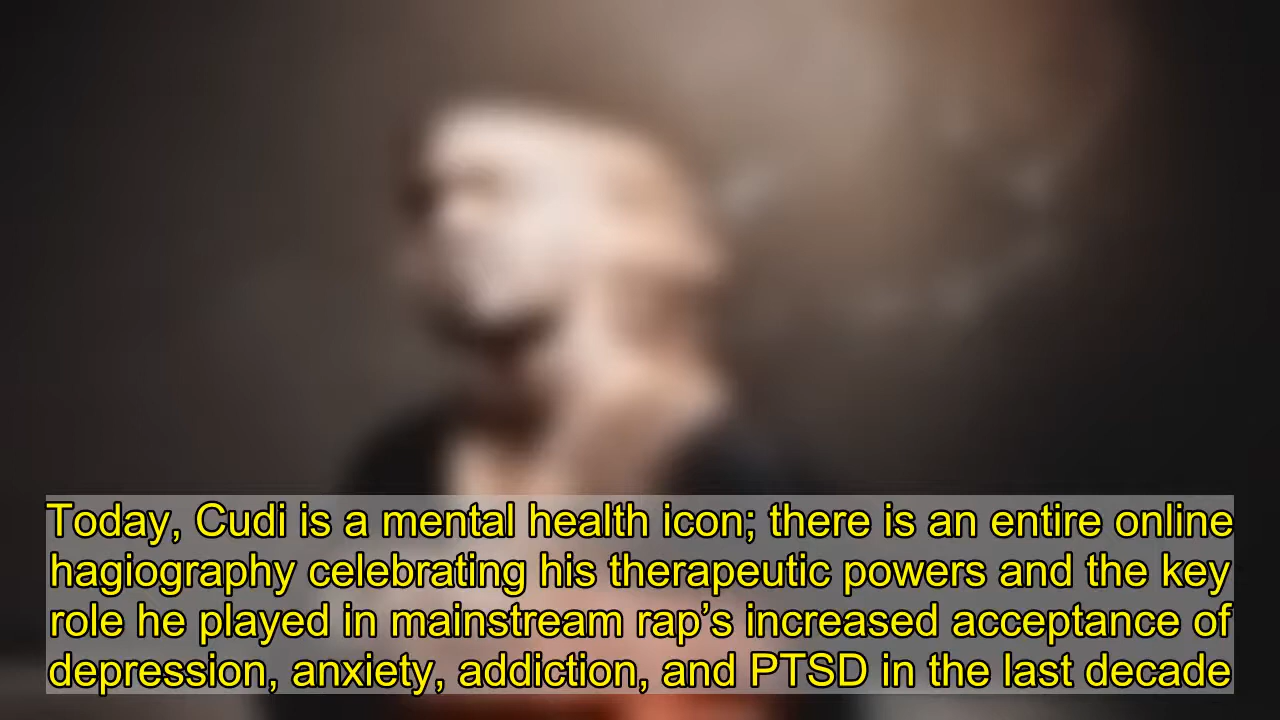 Today, Cudi is a mental health icon; there is an entire online
hagiography celebrating his therapeutic powers and the key
role he played in mainstream rap’s increased acceptance of
depression, anxiety, addiction, and PTSD in the last decade